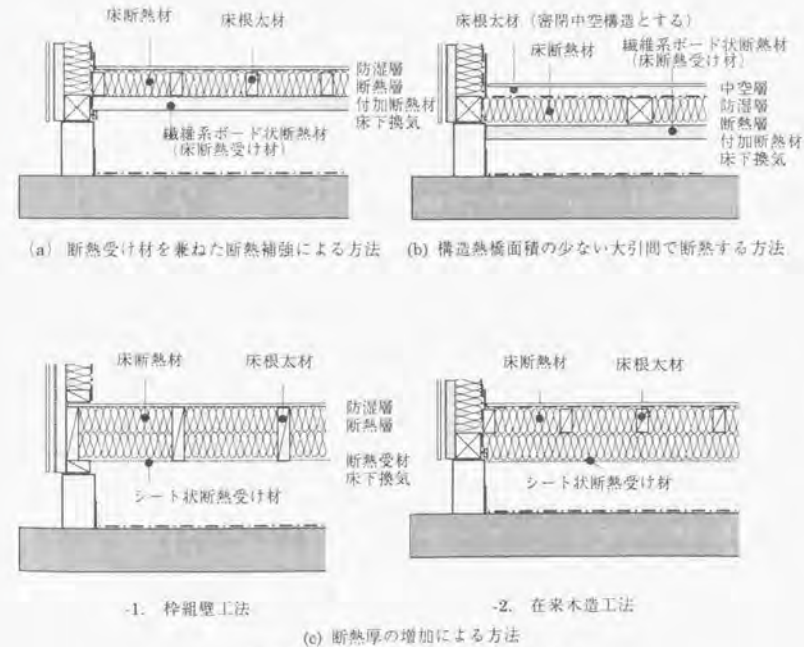 床断熱材
床根太材
防湿層
断熱層
付加断熱材
床下換気
繊維系ボード状断熱材
(床断熱受け材)
(a) 断熱受け材を兼ねた断熱補強による方法
床根太材(密閉中空構造とする)
床断熱材
繊維系ボード状断熱材
(床断熱受け材)
中空層
防湿層
断熱層
付加断熱材
床下換気
(b) 構造熱橋面積の少ない大引間で断熱する方法
床断熱材
床根太材
防湿層
断熱層
断熱受材
床下換気
シート状断熱受け材
-1. 枠組壁工法
床断熱材
床根太材
シート状断熱受け材
-2. 在来木造工法
(c) 断熱厚の増加による方法